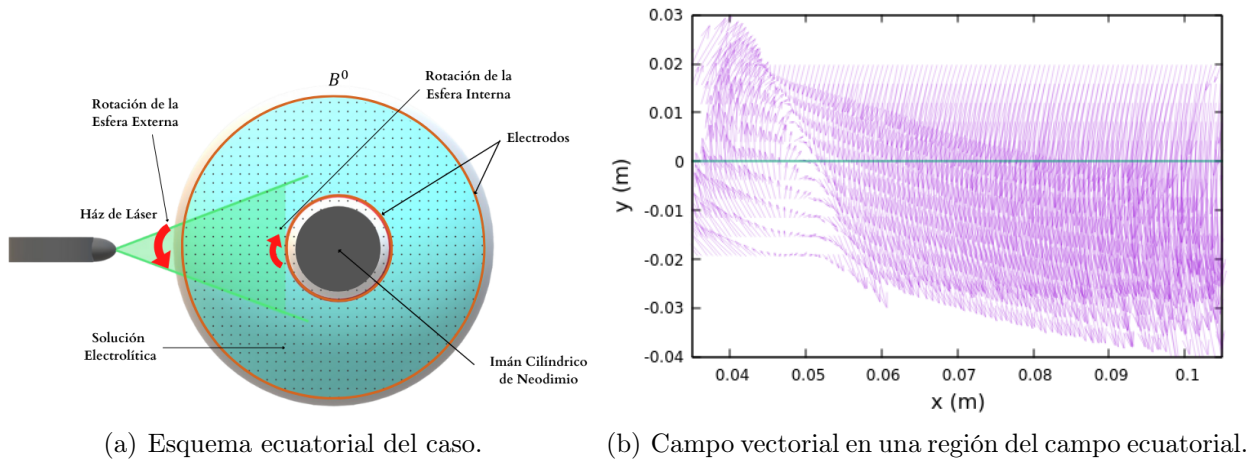 B⁰
Rotación de la
Esfera Interna
Rotación de la
Esfera Externa
Electrodos
Ház de Láser
Solución
Electrolítica
Imán Cilíndrico
de Neodimio
(a) Esquema ecuatorial del caso.
0.03
0.02
0.01
0
-0.01
-0.02
-0.03
-0.04
y (m)
0.04 0.05 0.06 0.07 0.08 0.09 0.1
x (m)
(b) Campo vectorial en una región del campo ecuatorial.